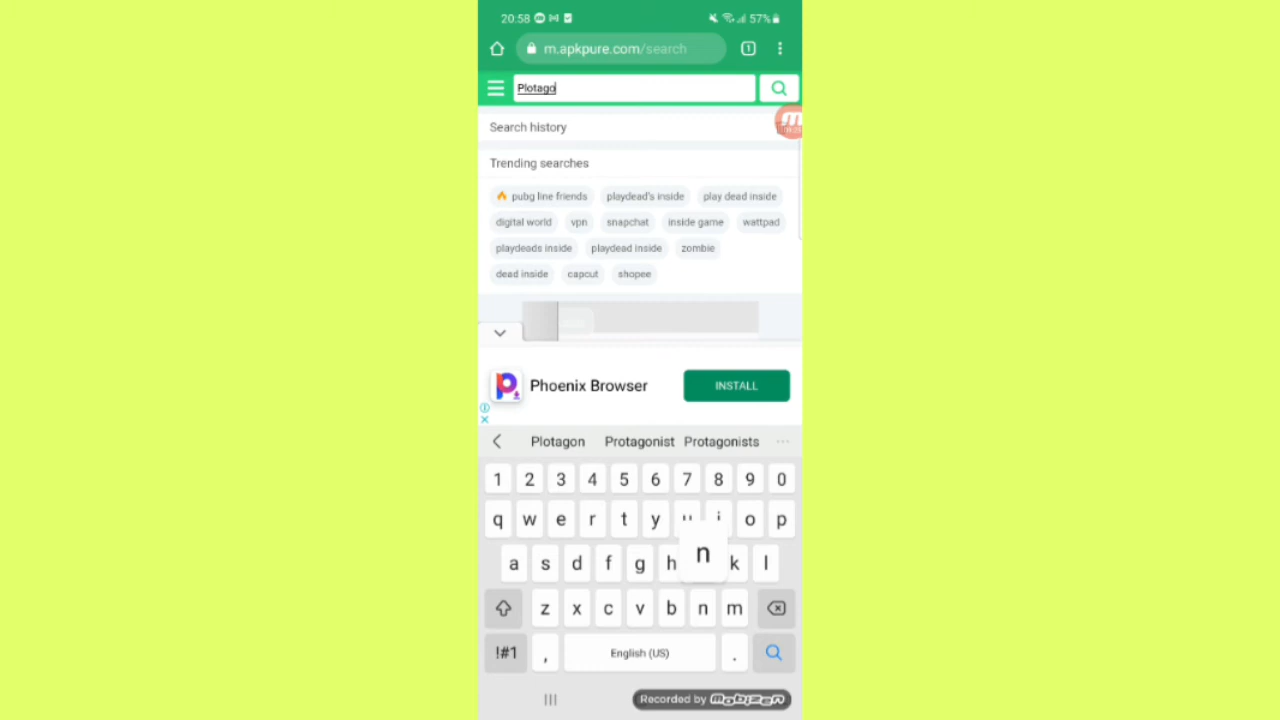 20:58 57%
m.apkpure.com/search 1
Plotago
Search history
Trending searches
🔥 pubg line friends playdead's inside play dead inside
digital world vpn snapchat inside game wattpad
playdeads inside playdead inside zombie
dead inside capcut shopee
Phoenix Browser INSTALL
Plotagon Protagonist Protagonists ...
1 2 3 4 5 6 7 8 9 0
q w e r t y u i o p
a s d f g h n k l
z x c v b n m
!#1 , English (US) .
Recorded by mobizen